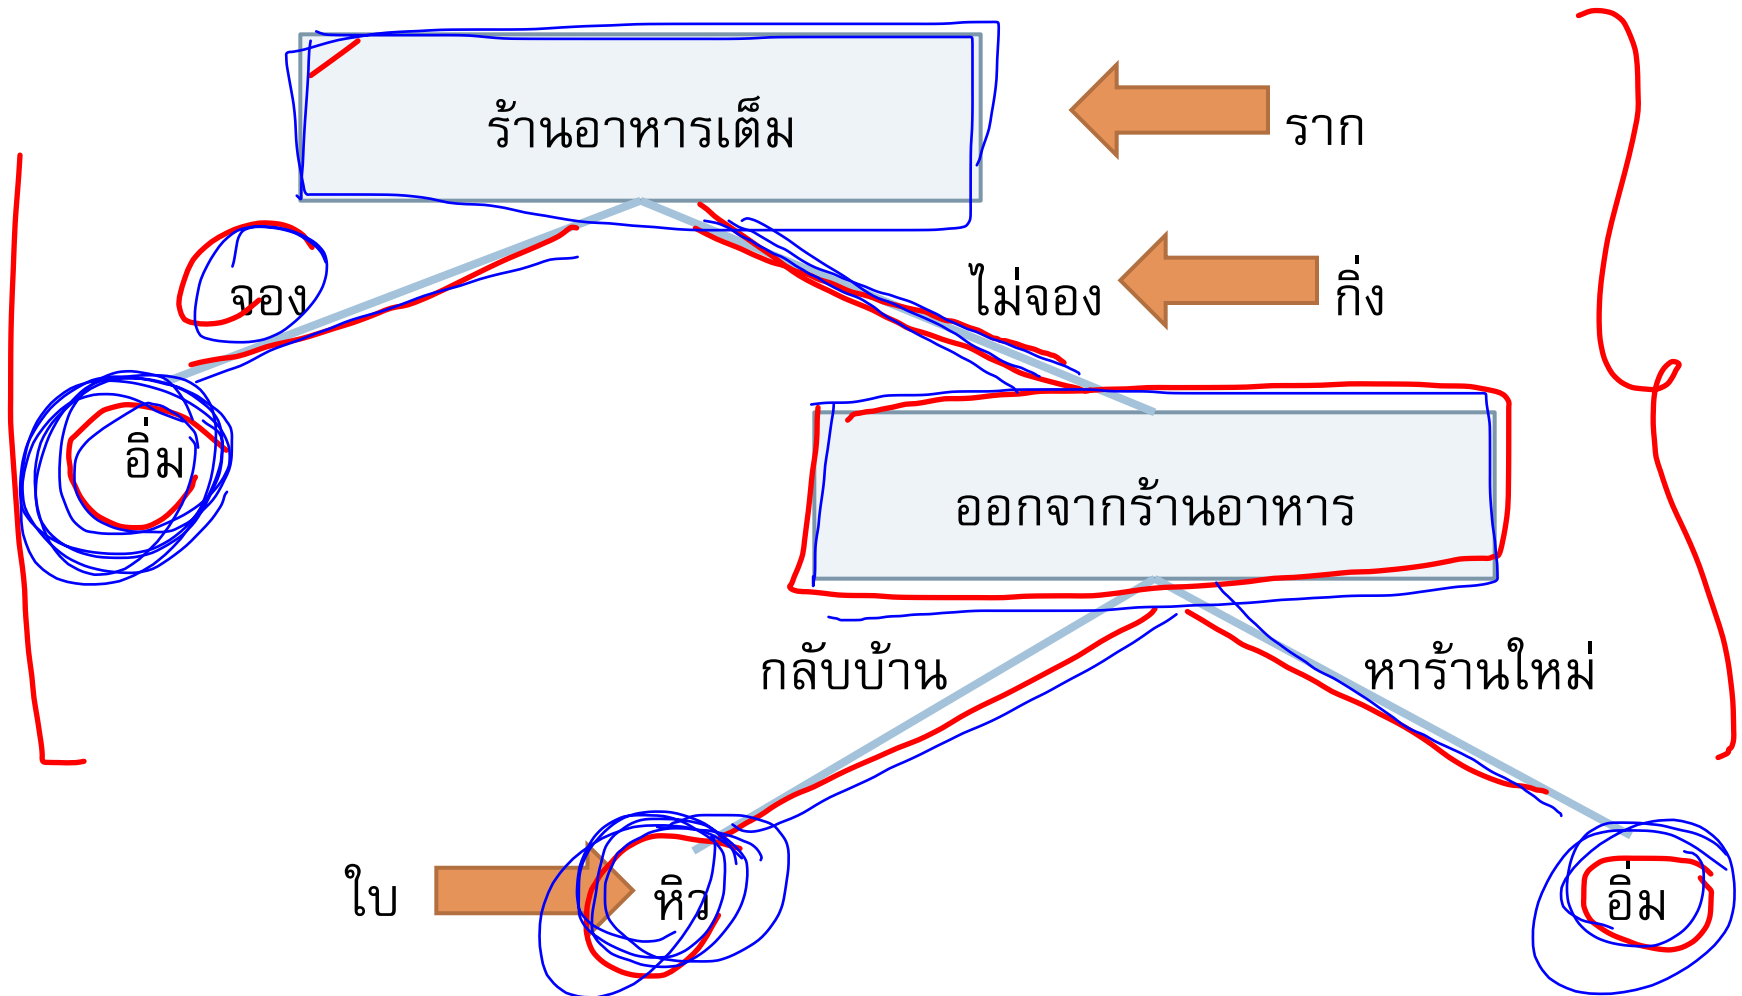 ร้านอาหารเต็ม
ราก
จอง
ไม่จอง
กิ่ง
อิ่ม
ออกจากร้านอาหาร
กลับบ้าน
หาร้านใหม่
ใบ
หิว
อิ่ม